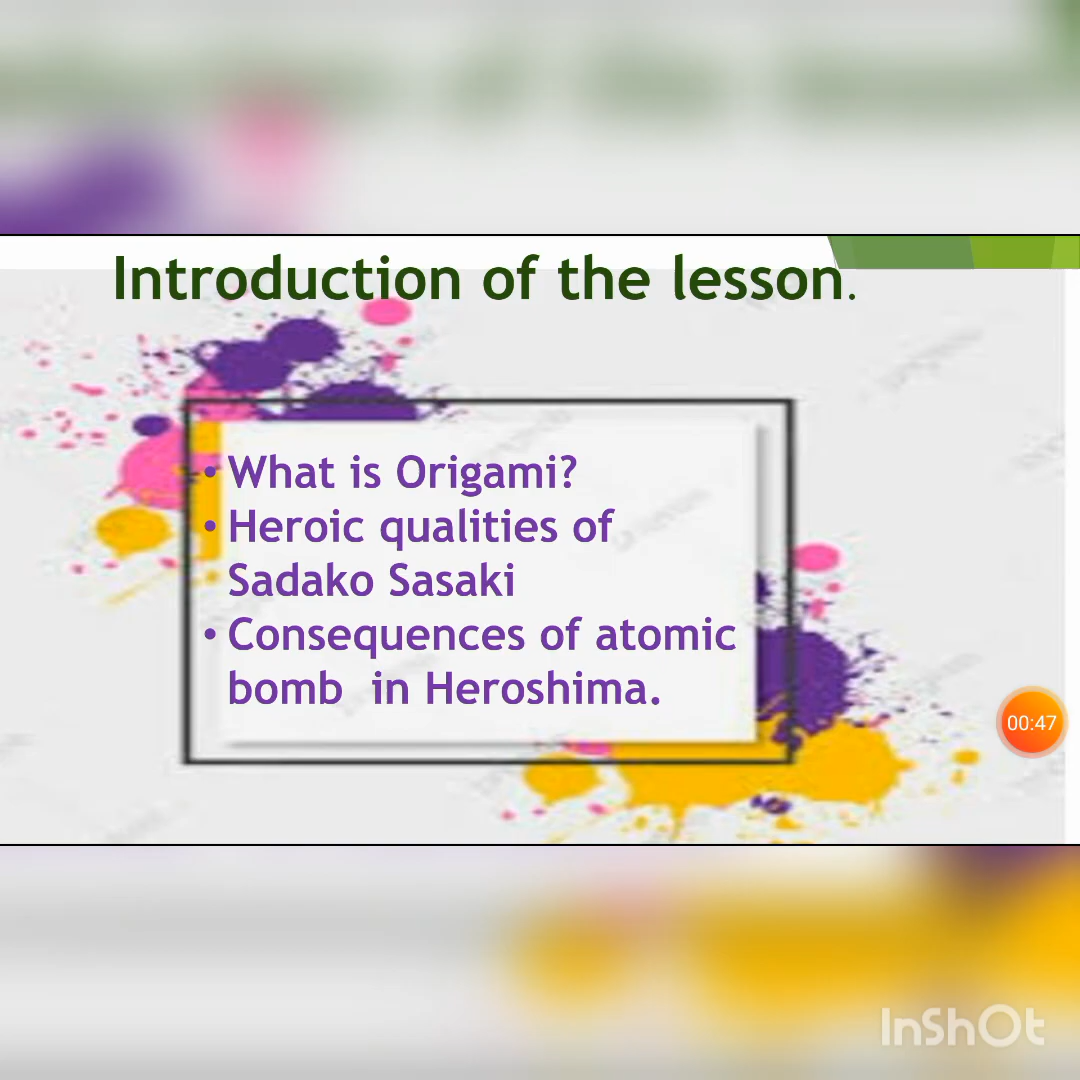 Introduction of the lesson.
• What is Origami?
• Heroic qualities of
Sadako Sasaki
• Consequences of atomic
bomb  in Heroshima.
00:47
InShOt